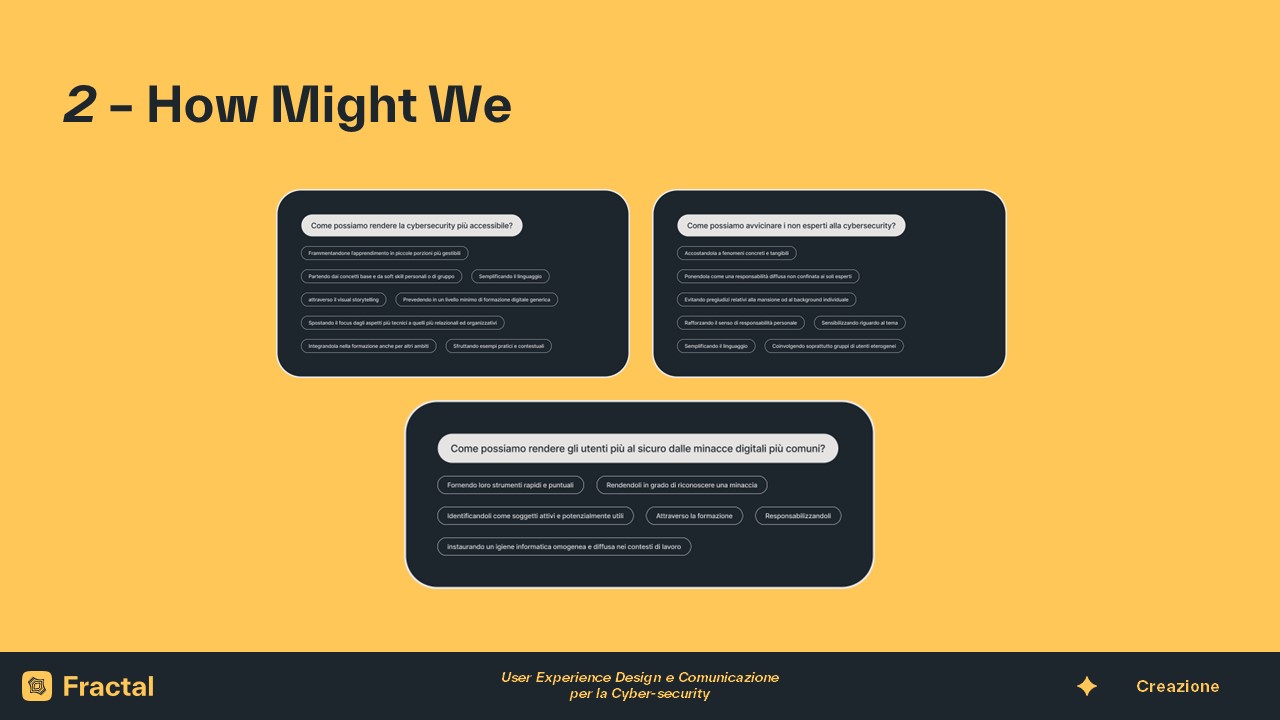 2 – How Might We
Come possiamo rendere la cybersecurity più accessibile?
Frammentandone l'apprendimento in piccole porzioni più gestibili
Partendo dai concetti base e da soft skill personali o di gruppo
Semplificando il linguaggio
attraverso il visual storytelling
Prevedendo in un livello minimo di formazione digitale generica
Spostando il focus dagli aspetti più tecnici a quelli più relazionali ed organizzativi
Integrandola nella formazione anche per altri ambiti
Sfruttando esempi pratici e contestuali
Come possiamo avvicinare i non esperti alla cybersecurity?
Accostandola a fenomeni concreti e tangibili
Ponendola come una responsabilità diffusa non confinata ai soli esperti
Evitando pregiudizi relativi alla mansione od al background individuale
Rafforzando il senso di responsabilità personale
Sensibilizzando riguardo al tema
Semplificando il linguaggio
Coinvolgendo soprattutto gruppi di utenti eterogenei
Come possiamo rendere gli utenti più al sicuro dalle minacce digitali più comuni?
Fornendo loro strumenti rapidi e puntuali
Rendendoli in grado di riconoscere una minaccia
Identificandoli come soggetti attivi e potenzialmente utili
Attraverso la formazione
Responsabilizzandoli
instaurando un igiene informatica omogenea e diffusa nei contesti di lavoro
Fractal
User Experience Design e Comunicazione
per la Cyber-security
Creazione